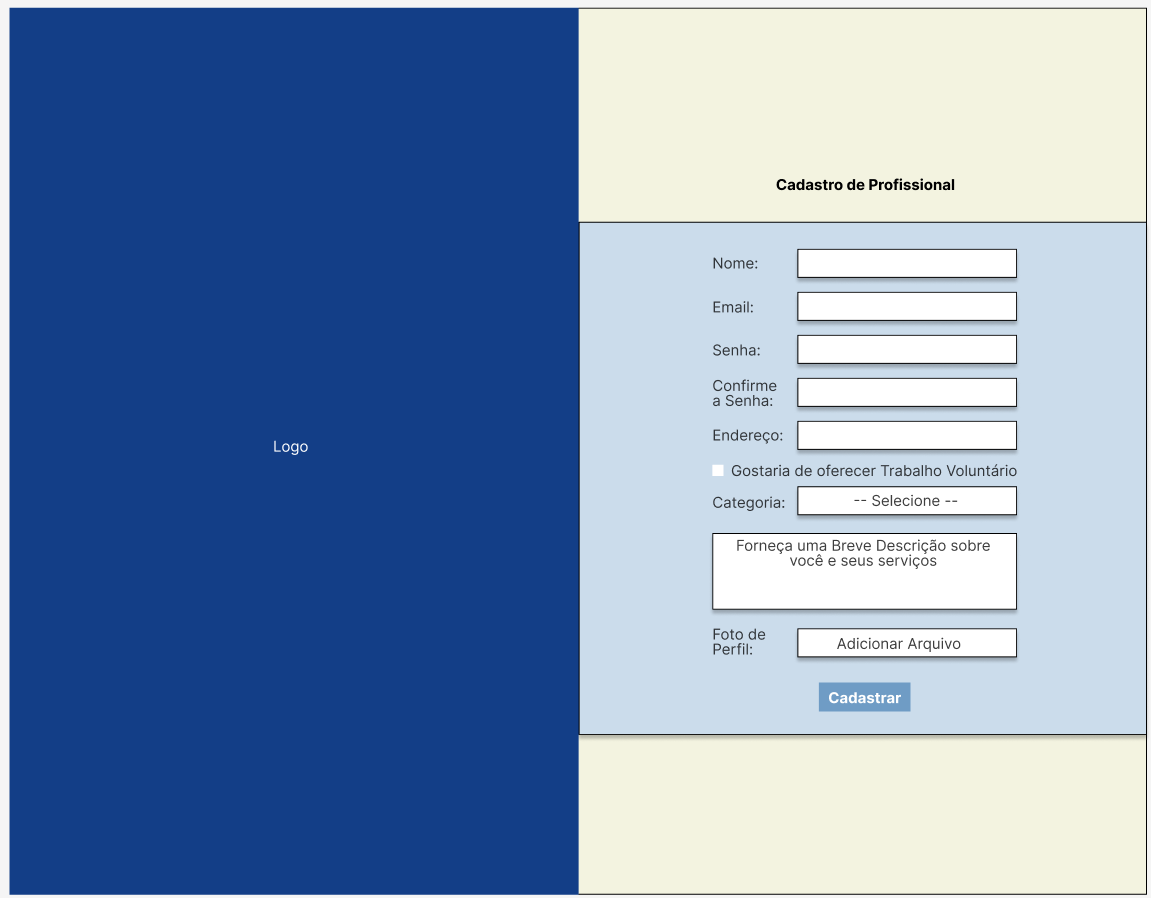 Logo
Cadastro de Profissional
Nome:
Email:
Senha:
Confirme
a Senha:
Endereço:
Gostaria de oferecer Trabalho Voluntário
Categoria:
-- Selecione --
Forneça uma Breve Descrição sobre
você e seus serviços
Foto de
Perfil:
Adicionar Arquivo
Cadastrar